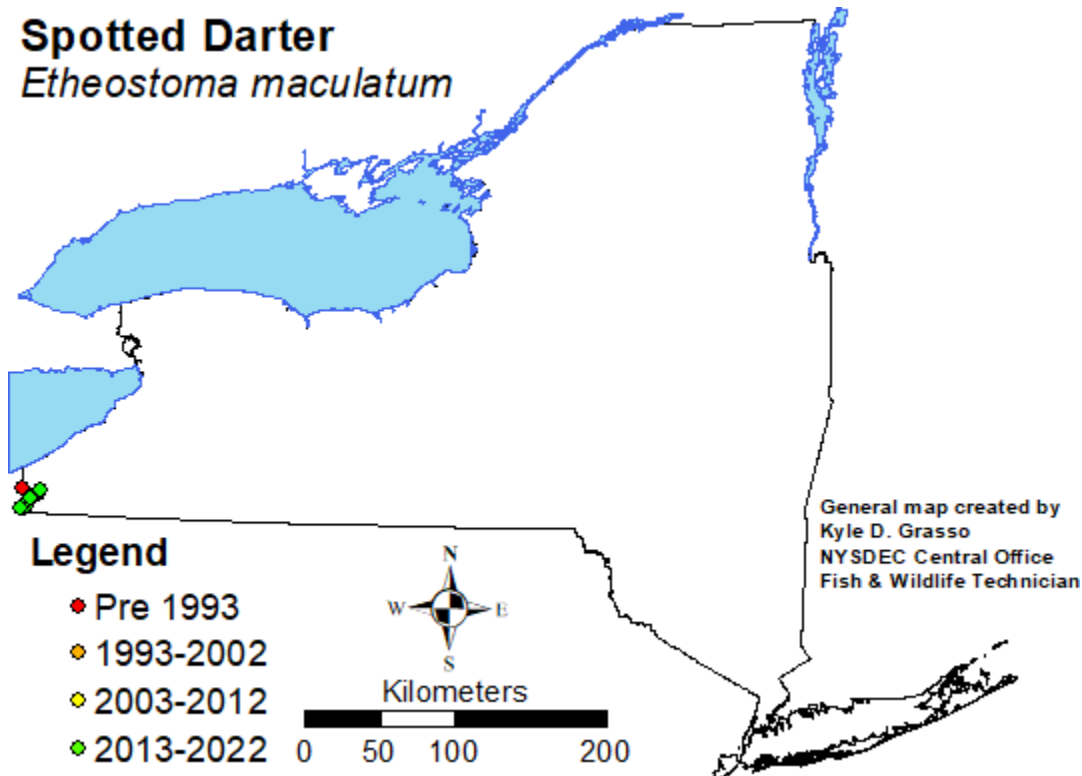 Spotted Darter
Etheostoma maculatum
General map created by
Kyle D. Grasso
NYSDEC Central Office
Fish & Wildlife Technician
Legend
Pre 1993
1993-2002
2003-2012
2013-2022
N
W E
S
Kilometers
0 50 100 200